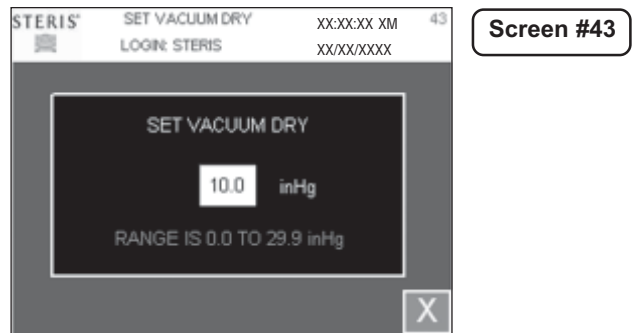 STERIS® SET VACUUM DRY XX:XX:XX XM 43
LOGIN: STERIS XX/XX/XXXX
Screen #43
SET VACUUM DRY
10.0 inHg
RANGE IS 0.0 TO 29.9 inHg
X